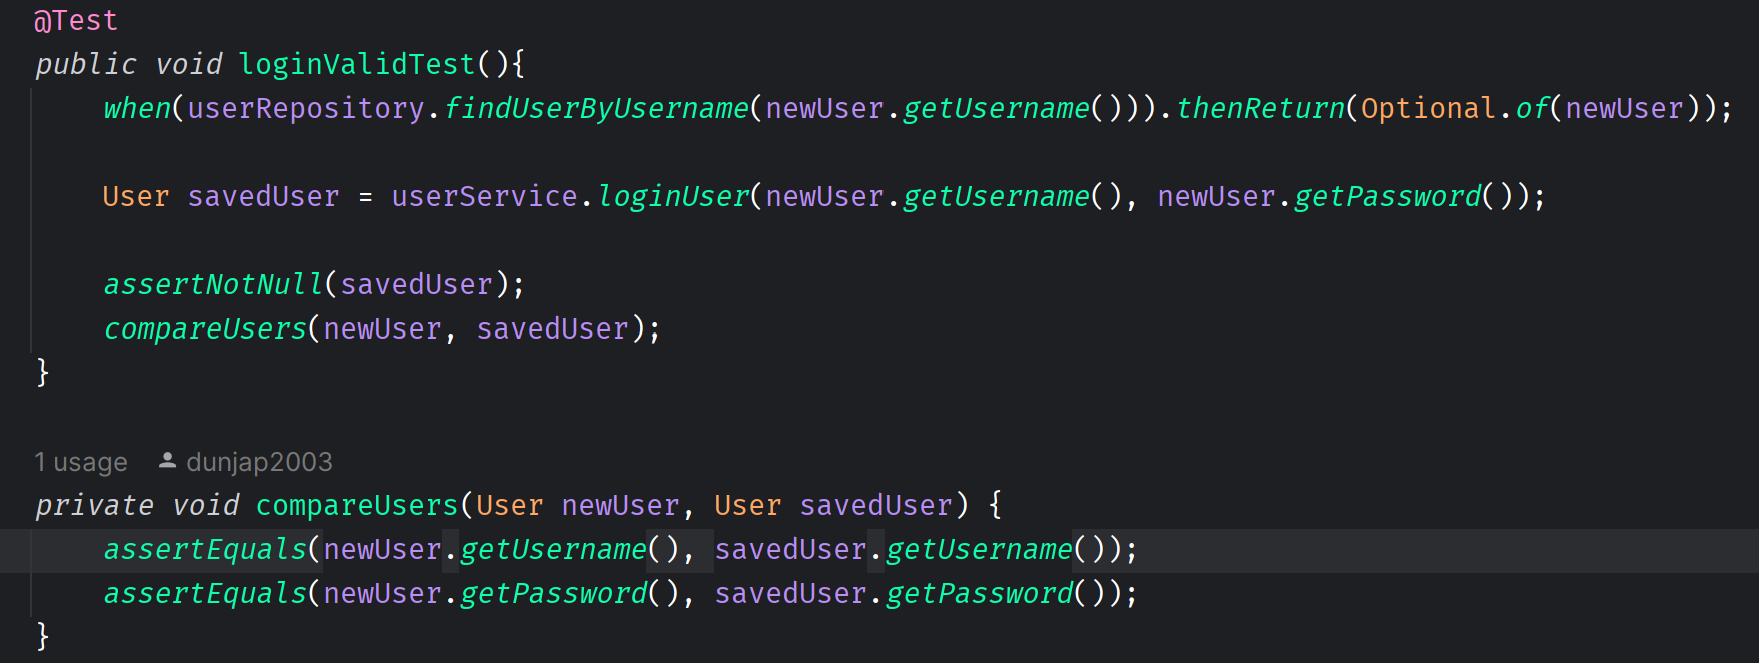 @Test
public void loginValidTest(){
when(userRepository.findUserByUsername(newUser.getUsername())).thenReturn(Optional.of(newUser));
User savedUser = userService.loginUser(newUser.getUsername(), newUser.getPassword());
assertNotNull(savedUser);
compareUsers(newUser, savedUser);
}
1 usage dunjap2003
private void compareUsers(User newUser, User savedUser) {
assertEquals(newUser.getUsername(), savedUser.getUsername());
assertEquals(newUser.getPassword(), savedUser.getPassword());
}